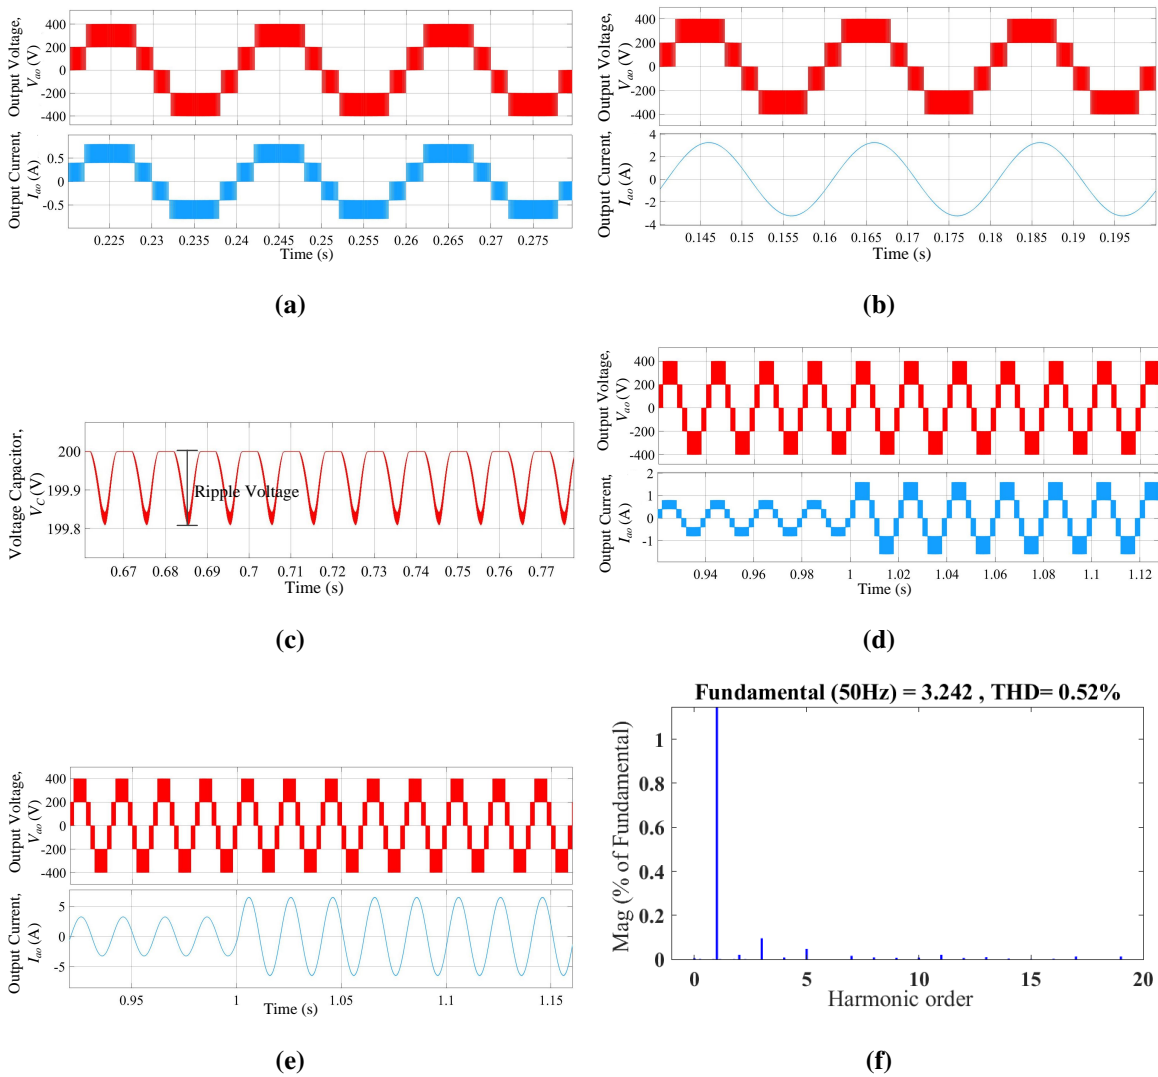 Output Voltage,
V_ao (V)
400
200
0
-200
-400
Output Current,
I_ao (A)
0.5
0
-0.5
0.225 0.23 0.235 0.24 0.245 0.25 0.255 0.26 0.265 0.27 0.275
Time (s)
(a)
Output Voltage,
V_ao (V)
400
200
0
-200
-400
Output Current,
I_ao (A)
4
2
0
-2
-4
0.145 0.15 0.155 0.16 0.165 0.17 0.175 0.18 0.185 0.19 0.195
Time (s)
(b)
Voltage Capacitor,
V_C (V)
200
199.9
199.8
Ripple Voltage
0.67 0.68 0.69 0.7 0.71 0.72 0.73 0.74 0.75 0.76 0.77
Time (s)
(c)
Output Voltage,
V_ao (V)
400
200
0
-200
-400
Output Current,
I_ao (A)
2
1
0
-1
0.94 0.96 0.98 1 1.02 1.04 1.06 1.08 1.1 1.12
Time (s)
(d)
Output Voltage,
V_ao (V)
400
200
0
-200
-400
Output Current,
I_ao (A)
5
0
-5
0.95 1 1.05 1.1 1.15
Time (s)
(e)
Fundamental (50Hz) = 3.242 , THD= 0.52%
Mag (% of Fundamental)
1
0.8
0.6
0.4
0.2
0
0 5 10 15 20
Harmonic order
(f)